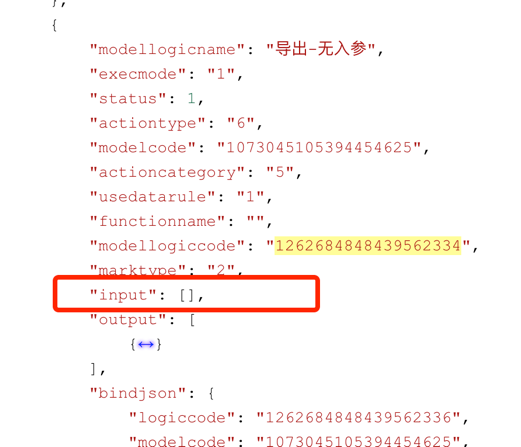 },
{
"modellogicname": "导出-无入参",
"execmode": "1",
"status": 1,
"actiontype": "6",
"modelcode": "1073045105394454625",
"actioncategory": "5",
"usedatarule": "1",
"functionname": "",
"modellogiccode": "1262684848439562334",
"marktype": "2",
"input": [],
"output": [
{↔}
],
"bindjson": {
"logiccode": "1262684848439562336",
"modelcode": "1073045105394454625",